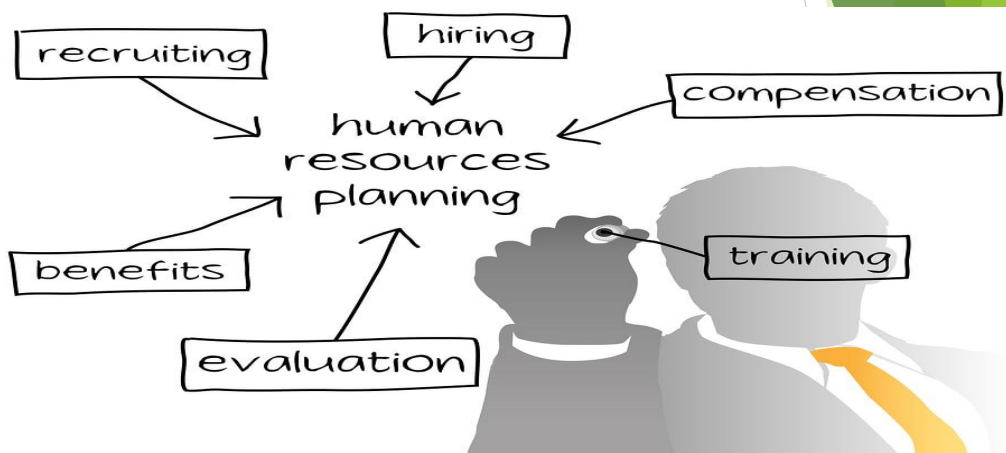 hiring
recruiting
compensation
human
resources
planning
training
benefits
evaluation